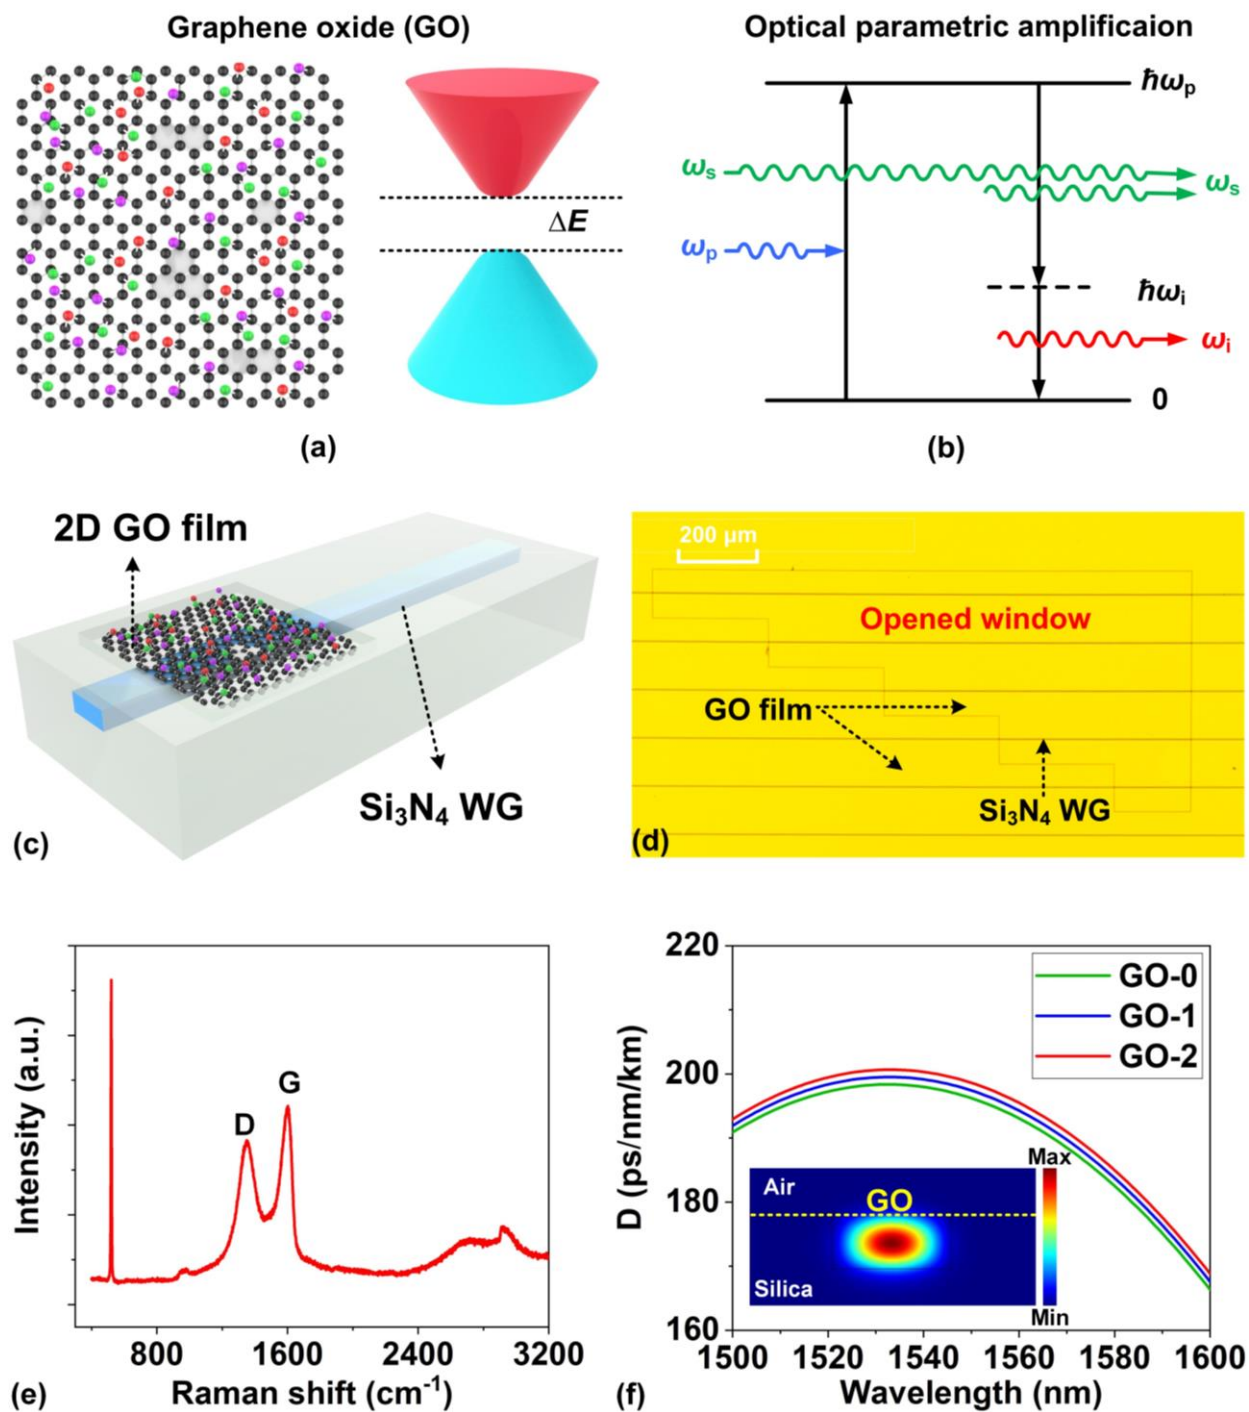 Graphene oxide (GO)
ΔE
(a)
Optical parametric amplificaion
ħωp
ωs
ωs
ωp
ħωi
ωi
0
(b)
2D GO film
Si3N4 WG
(c)
200 μm
Opened window
GO film
Si3N4 WG
(d)
Intensity (a.u.)
D
G
800 1600 2400 3200
Raman shift (cm-1)
(e)
D (ps/nm/km)
220
200
180
160
GO-0
GO-1
GO-2
Air
GO
Silica
Max
Min
1500 1520 1540 1560 1580 1600
Wavelength (nm)
(f)